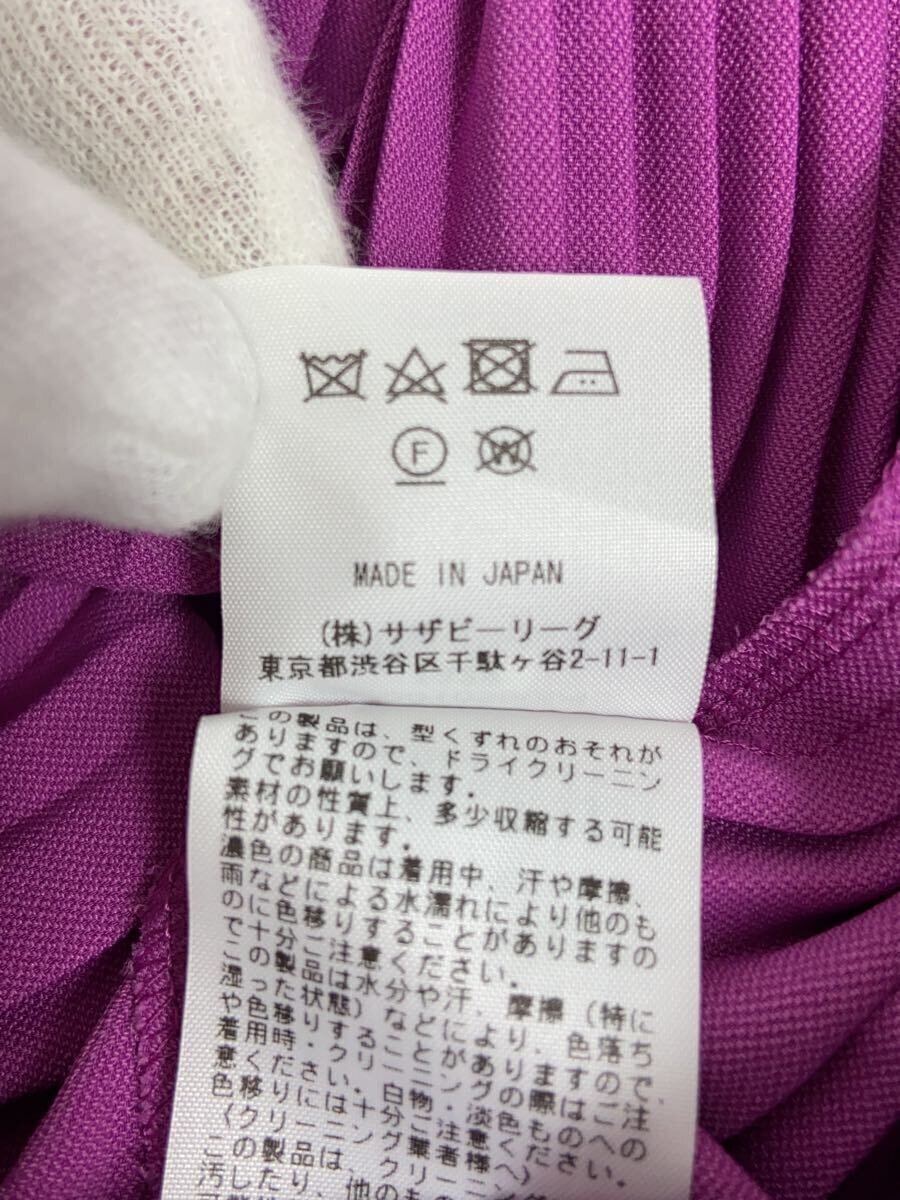 F
W
MADE IN JAPAN
(株)サザビーリーグ
東京都渋谷区千駄ヶ谷2-11-1
この製品は、型くずれのおそれが
ありますので、ドライクリーニン
グでお願いします。
素材の性質上、多少収縮する可能
性があります。
濃色の商品は着用中、汗や摩擦、
雨などによる水濡れにより他のも
のに色移りすることがありますの
で十分ご注意ください。
この製品は水分や汗、摩擦(特に
湿った状態)などにより、色落ち
や色移りすることがありますので、
着用時・クリーニングの際はご注
意ください。白物・淡色ものへの
色移りには十分ご注意ください。
〈クリーニング業者様へ〉
この製品は、クリーニング
汚したり、他のもの